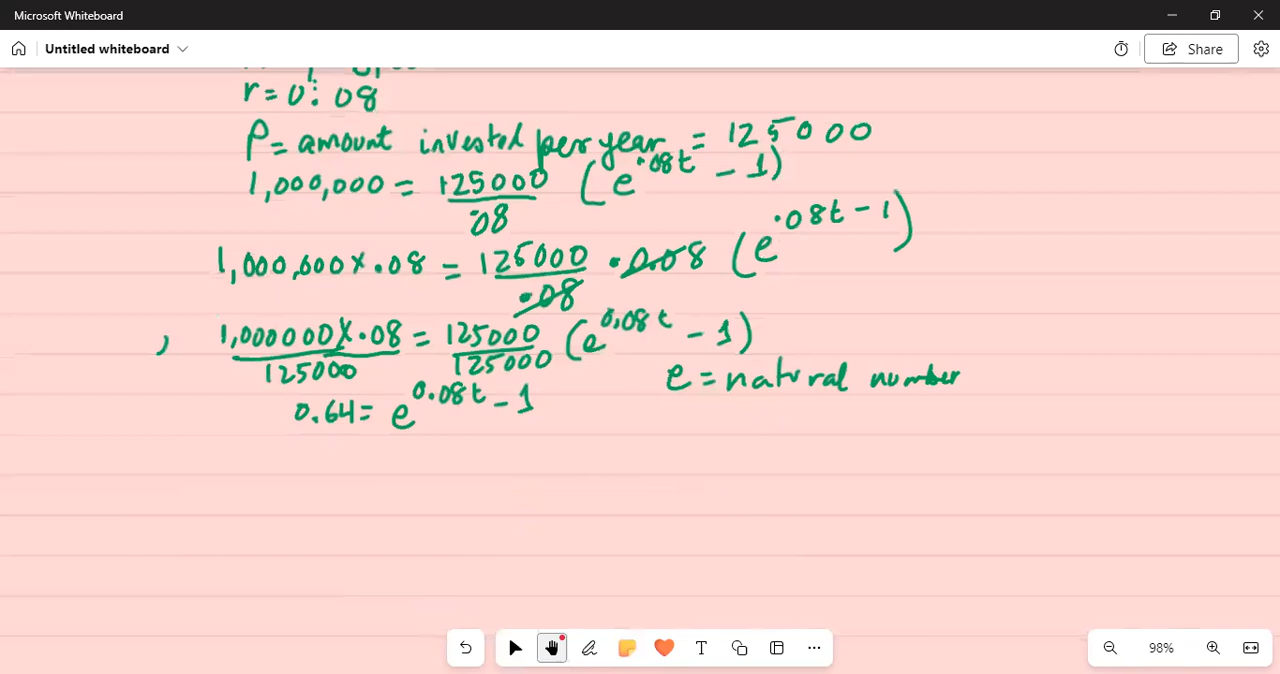 Microsoft Whiteboard
Untitled whiteboard
Share
r = 0.08
P = amount invested per year = 125000
1,000,000 = 125000/.08 (e^.08t - 1)
1,000,000 x .08 = 125000/.08 · 0.08 (e^.08t - 1)
, 1,000000 x .08/125000 = 125000/125000 (e^0.08t - 1)
e = natural number
0.64 = e^0.08t - 1
98%